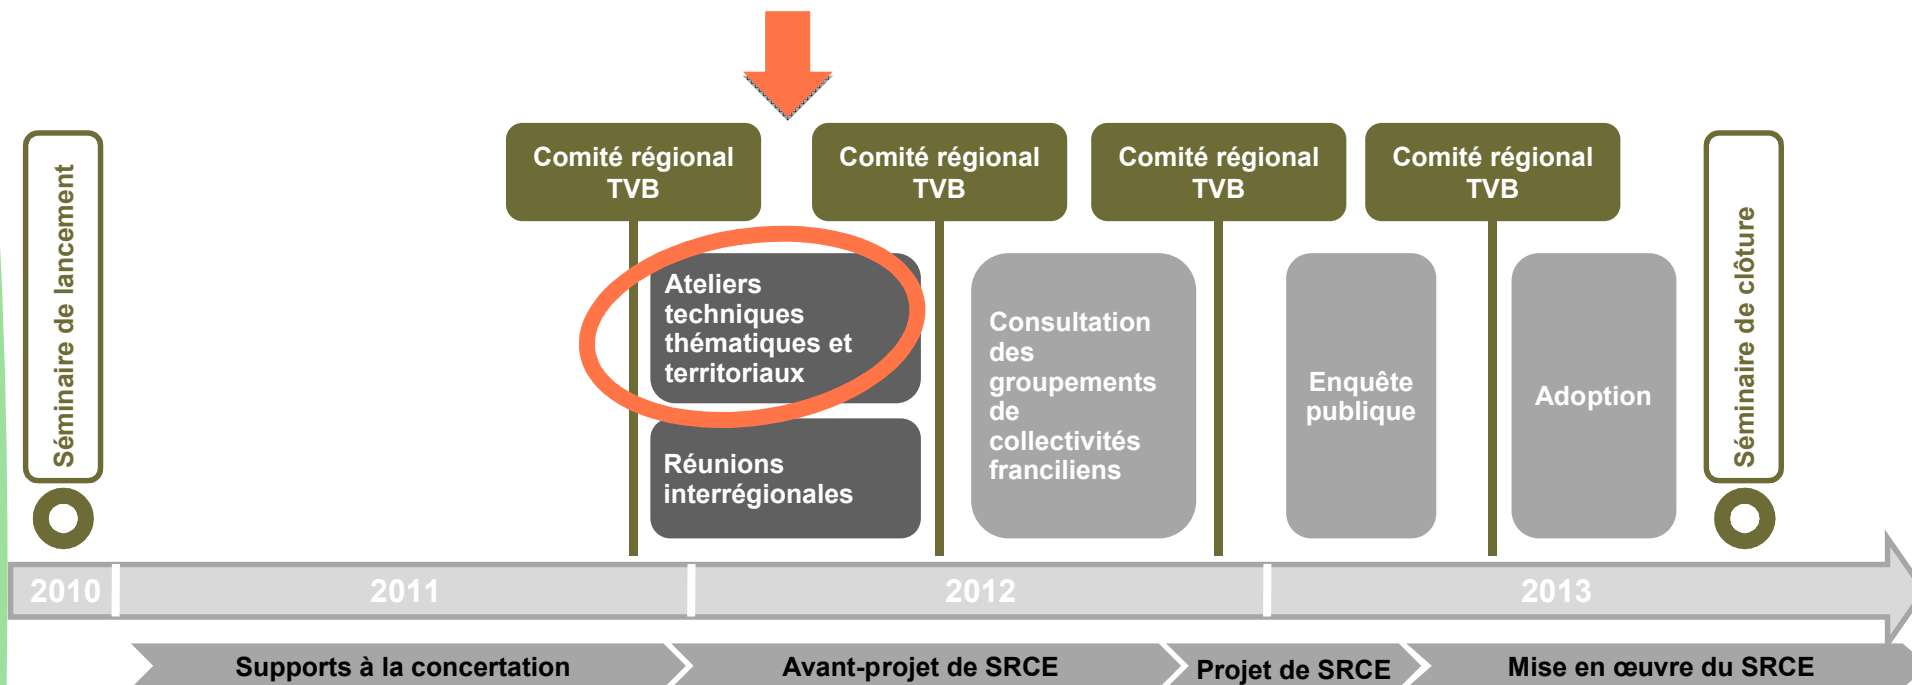 Séminaire de lancement
Comité régional
TVB
Comité régional
TVB
Comité régional
TVB
Comité régional
TVB
Ateliers
techniques
thématiques et
territoriaux
Réunions
interrégionales
Consultation
des
groupements
de
collectivités
franciliens
Enquête
publique
Adoption
Séminaire de clôture
2010
2011
2012
2013
Supports à la concertation
Avant-projet de SRCE
Projet de SRCE
Mise en œuvre du SRCE